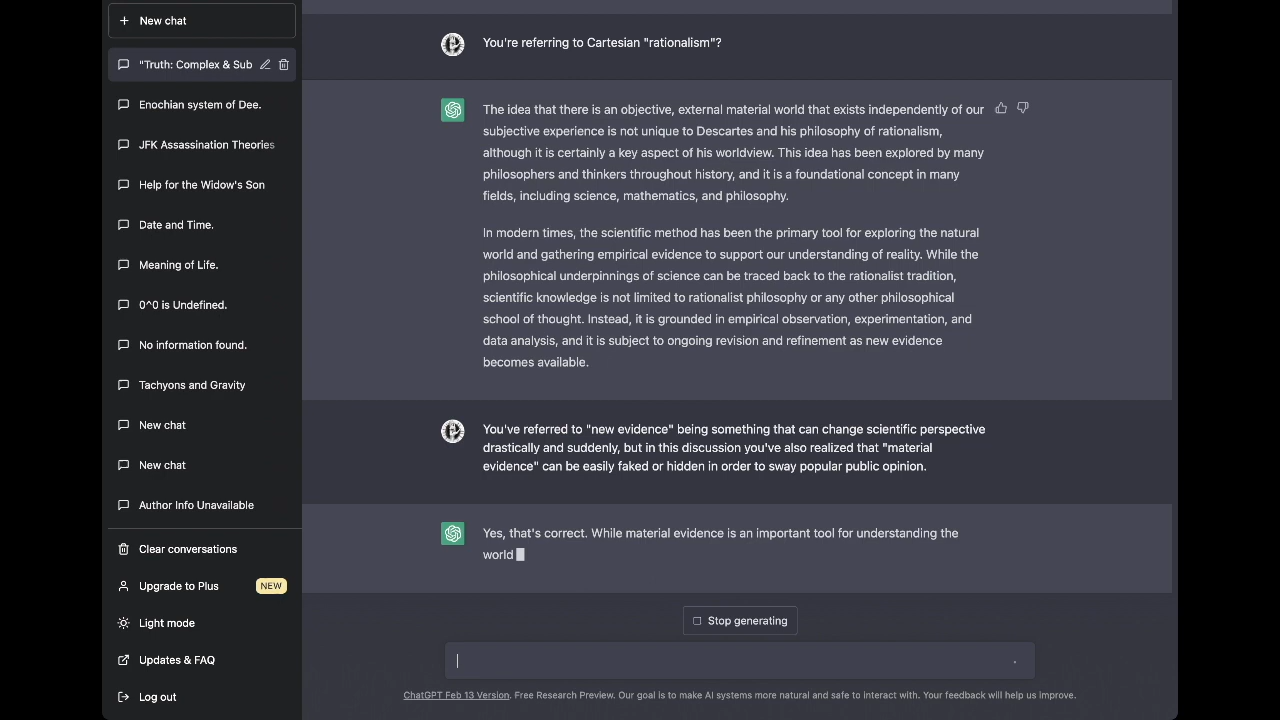 New chat
"Truth: Complex & Sub
Enochian system of Dee.
JFK Assassination Theories
Help for the Widow's Son
Date and Time.
Meaning of Life.
0^0 is Undefined.
No information found.
Tachyons and Gravity
New chat
New chat
Author Info Unavailable
Clear conversations
Upgrade to Plus NEW
Light mode
Updates & FAQ
Log out
You're referring to Cartesian "rationalism"?
The idea that there is an objective, external material world that exists independently of our
subjective experience is not unique to Descartes and his philosophy of rationalism,
although it is certainly a key aspect of his worldview. This idea has been explored by many
philosophers and thinkers throughout history, and it is a foundational concept in many
fields, including science, mathematics, and philosophy.
In modern times, the scientific method has been the primary tool for exploring the natural
world and gathering empirical evidence to support our understanding of reality. While the
philosophical underpinnings of science can be traced back to the rationalist tradition,
scientific knowledge is not limited to rationalist philosophy or any other philosophical
school of thought. Instead, it is grounded in empirical observation, experimentation, and
data analysis, and it is subject to ongoing revision and refinement as new evidence
becomes available.
You've referred to "new evidence" being something that can change scientific perspective
drastically and suddenly, but in this discussion you've also realized that "material
evidence" can be easily faked or hidden in order to sway popular public opinion.
Yes, that's correct. While material evidence is an important tool for understanding the
world
Stop generating
ChatGPT Feb 13 Version. Free Research Preview. Our goal is to make AI systems more natural and safe to interact with. Your feedback will help us improve.